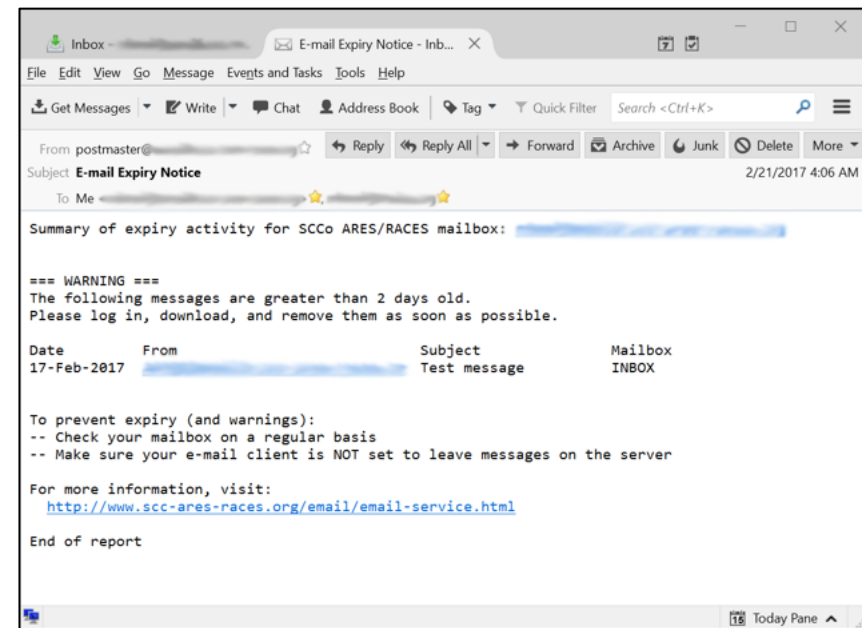 Inbox -
E-mail Expiry Notice - Inb...
File Edit View Go Message Events and Tasks Tools Help
Get Messages Write Chat Address Book Tag Quick Filter Search <Ctrl+K>
From postmaster@ Reply Reply All Forward Archive Junk Delete More
Subject E-mail Expiry Notice 2/21/2017 4:06 AM
To Me
Summary of expiry activity for SCCo ARES/RACES mailbox:
=== WARNING ===
The following messages are greater than 2 days old.
Please log in, download, and remove them as soon as possible.
Date From Subject Mailbox
17-Feb-2017 Test message INBOX
To prevent expiry (and warnings):
-- Check your mailbox on a regular basis
-- Make sure your e-mail client is NOT set to leave messages on the server
For more information, visit:
http://www.scc-ares-races.org/email/email-service.html
End of report
15 Today Pane